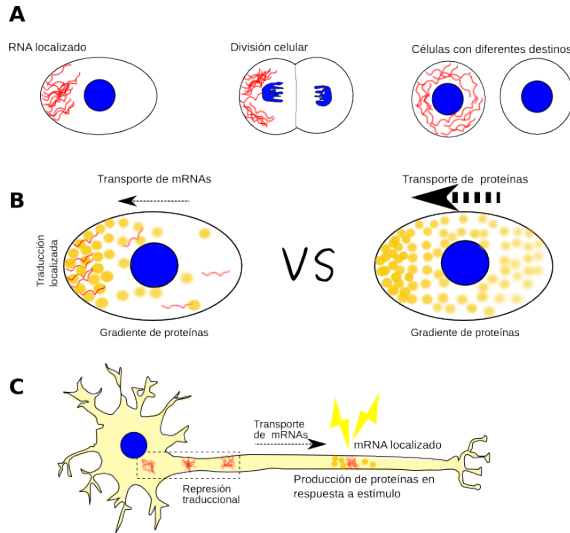 A
RNA localizado
División celular
Células con diferentes destinos
B
Transporte de mRNAs
Transporte de proteínas
Traducción
localizada
VS
Gradiente de proteínas
Gradiente de proteínas
C
Transporte
de mRNAs
mRNA localizado
Represión
traduccional
Producción de proteínas en
respuesta a estímulo